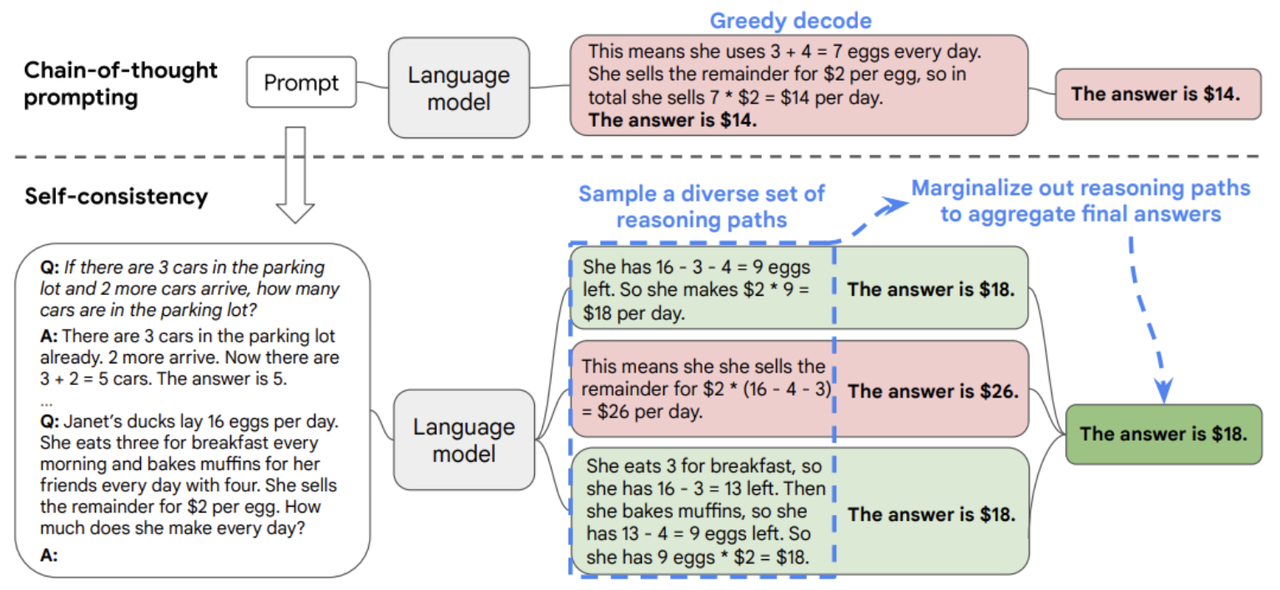 Greedy decode
Chain-of-thought
prompting
Prompt
Language
model
This means she uses 3 + 4 = 7 eggs every day.
She sells the remainder for $2 per egg, so in
total she sells 7 * $2 = $14 per day.
The answer is $14.
The answer is $14.
Self-consistency
Sample a diverse set of
reasoning paths
Marginalize out reasoning paths
to aggregate final answers
Q: If there are 3 cars in the parking
lot and 2 more cars arrive, how many
cars are in the parking lot?
A: There are 3 cars in the parking lot
already. 2 more arrive. Now there are
3 + 2 = 5 cars. The answer is 5.
...
Q: Janet’s ducks lay 16 eggs per day.
She eats three for breakfast every
morning and bakes muffins for her
friends every day with four. She sells
the remainder for $2 per egg. How
much does she make every day?
A:
Language
model
She has 16 - 3 - 4 = 9 eggs
left. So she makes $2 * 9 =
$18 per day.
The answer is $18.
This means she she sells the
remainder for $2 * (16 - 4 - 3)
= $26 per day.
The answer is $26.
She eats 3 for breakfast, so
she has 16 - 3 = 13 left. Then
she bakes muffins, so she
has 13 - 4 = 9 eggs left. So
she has 9 eggs * $2 = $18.
The answer is $18.
The answer is $18.